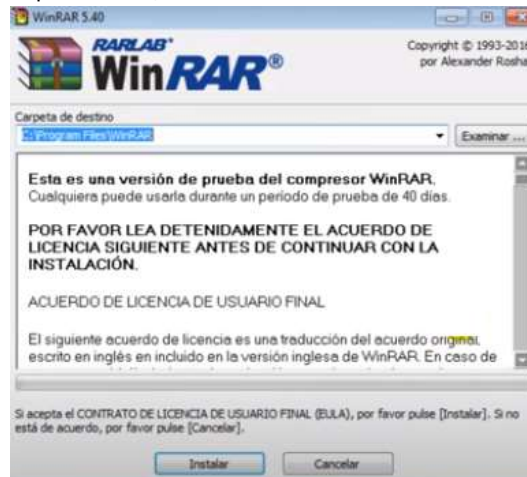 WinRAR 5.40
RARLAB®
WinRAR®
Copyright © 1993-2016
por Alexander Rosha
Carpeta de destino
C:\Program Files\WinRAR
Examinar ...
Esta es una versión de prueba del compresor WinRAR.
Cualquiera puede usarla durante un período de prueba de 40 días.
POR FAVOR LEA DETENIDAMENTE EL ACUERDO DE
LICENCIA SIGUIENTE ANTES DE CONTINUAR CON LA
INSTALACIÓN.
ACUERDO DE LICENCIA DE USUARIO FINAL
El siguiente acuerdo de licencia es una traducción del acuerdo original,
escrito en inglés en incluido en la versión inglesa de WinRAR. En caso de
Si acepta el CONTRATO DE LICENCIA DE USUARIO FINAL (EULA), por favor pulse [Instalar]. Si no
está de acuerdo, por favor pulse [Cancelar].
Instalar
Cancelar